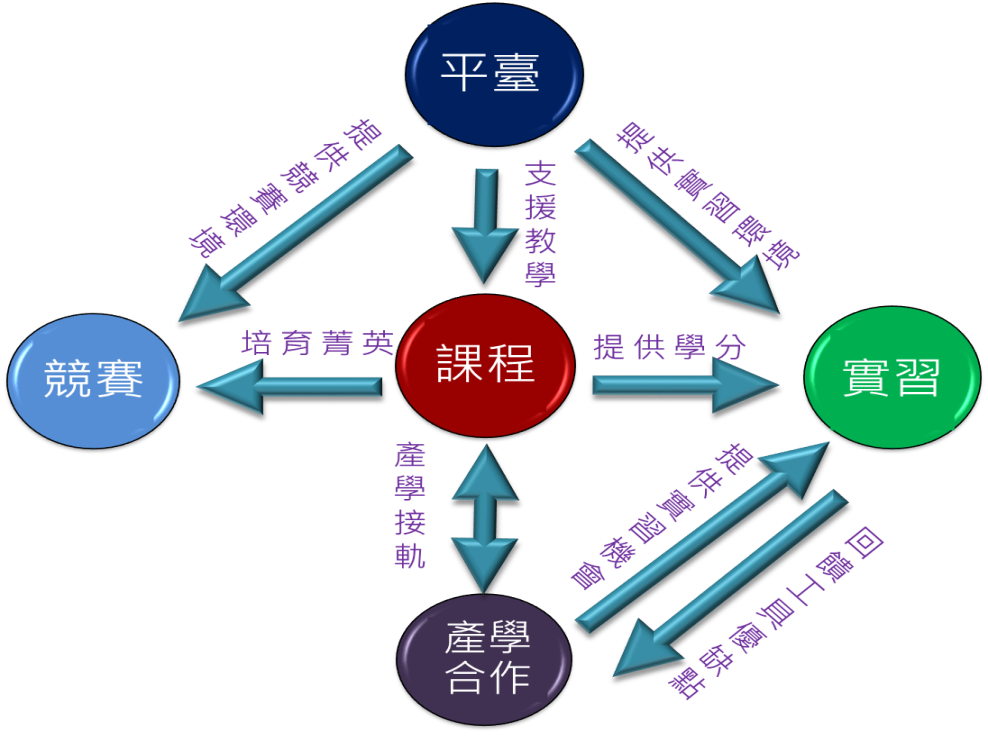 平臺
提供競賽環境
支援教學
提供實習環境
競賽
培育菁英
課程
提供學分
實習
產學接軌
提供實習機會
回饋工具優缺點
產學
合作